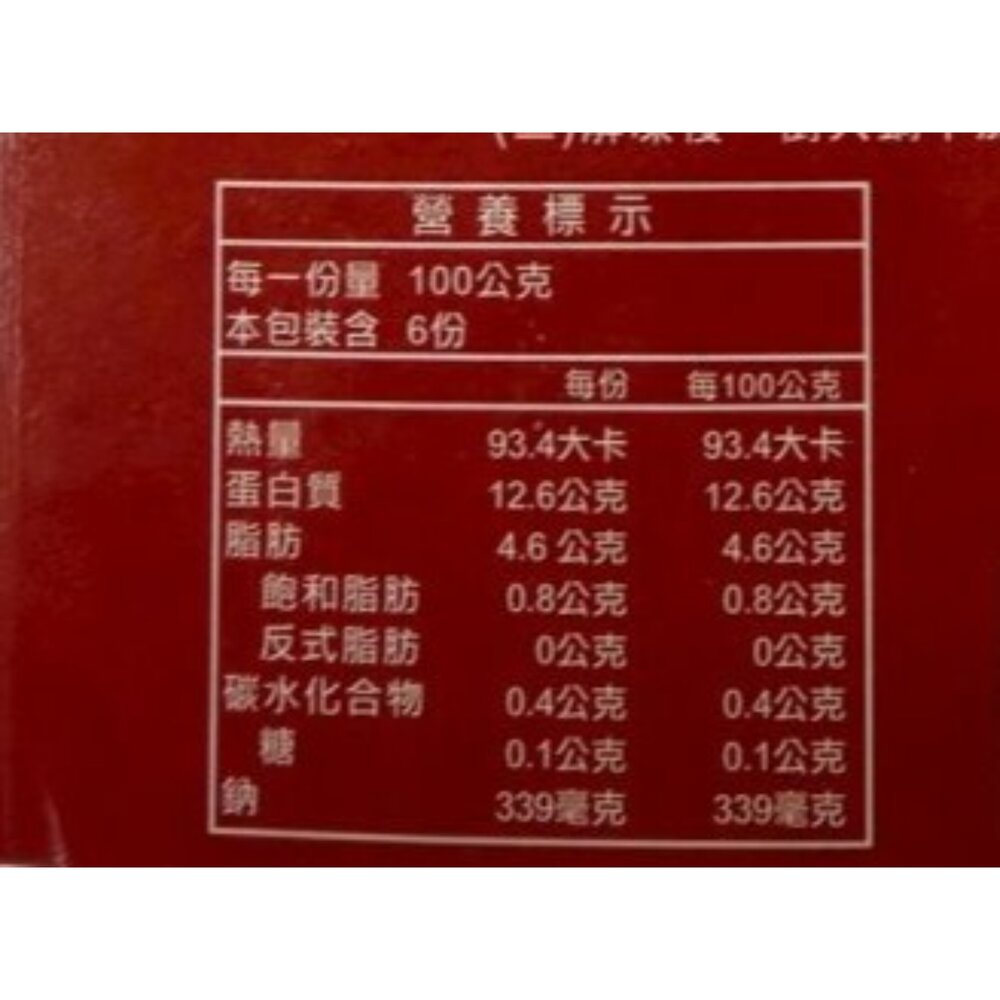 營養標示
每一份量 100公克
本包裝含 6份
每份 每100公克
熱量 93.4大卡 93.4大卡
蛋白質 12.6公克 12.6公克
脂肪 4.6 公克 4.6公克
飽和脂肪 0.8公克 0.8公克
反式脂肪 0公克 0公克
碳水化合物 0.4公克 0.4公克
糖 0.1公克 0.1公克
鈉 339毫克 339毫克